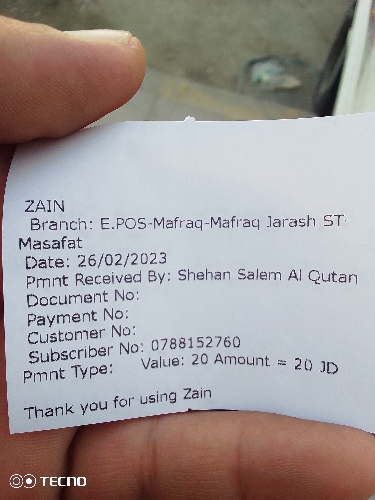 ZAIN
Branch: E.POS-Mafraq-Mafraq Jarash ST-
Masafat
Date: 26/02/2023
Pmnt Received By: Shehan Salem Al Qutan
Document No:
Payment No:
Customer No:
Subscriber No: 0788152760
Pmnt Type: Value: 20 Amount = 20 JD
Thank you for using Zain
TECNO